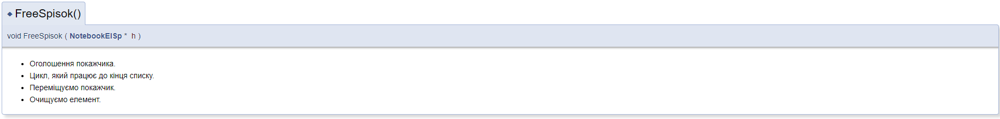 FreeSpisok()
void FreeSpisok ( NotebookElSp * h )
Оголошення покажчика.
Цикл, який працює до кінця списку.
Переміщуємо покажчик.
Очищуємо елемент.